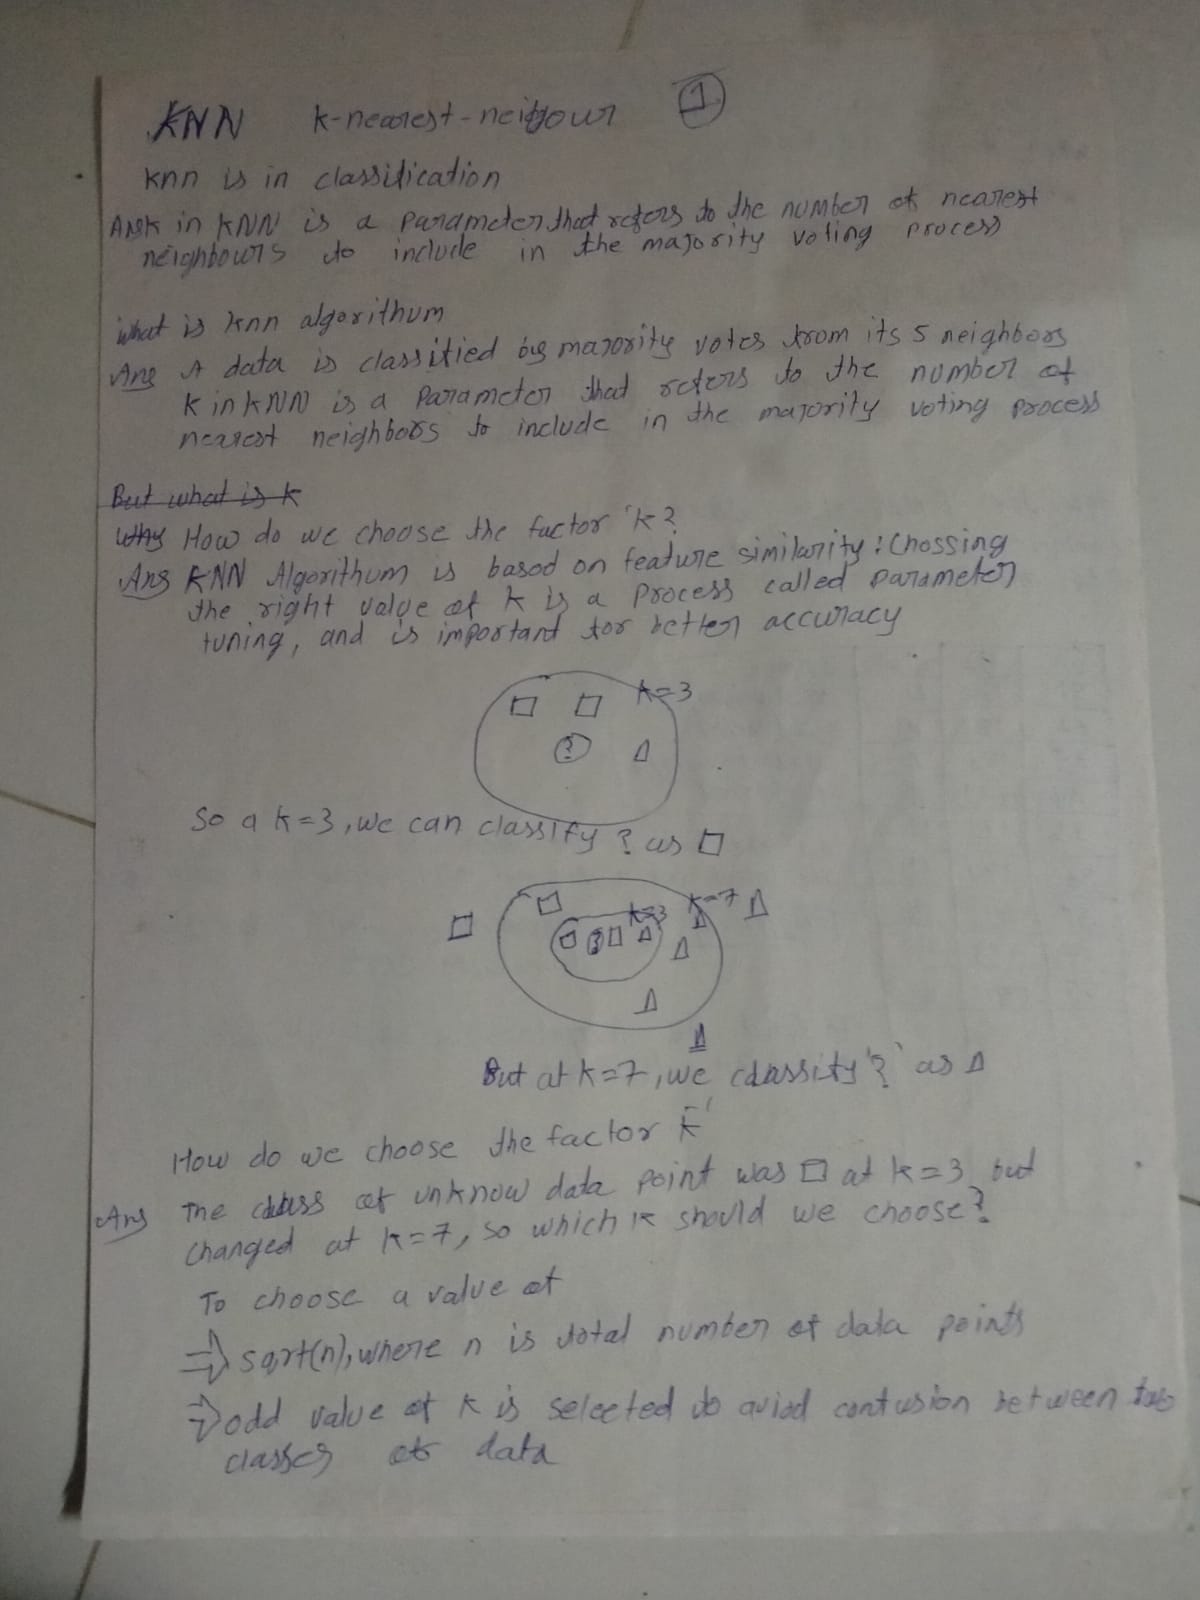 KNN k-nearest-neigbour 1
knn is in classification
Ans k in KNN is a parameter that refers to the number of nearest
neighbours to include in the majority voting process
what is knn algorithum
Ans A data is classified by majority votes from its 5 neighbors
K in KNN is a parameter that refers to the number of
nearest neighbors to include in the majority voting process
But what is k
Why How do we choose the factor 'k?
Ans KNN Algorithum is based on feature similarity: Chossing
the right value of k is a process called parameter
tuning, and is important for better accuracy
k=3
?
So a k=3, we can classify ? as
k=7
k=3
?
But at k=7, we classify '?' as
How do we choose the factor k'
Ans The class of unknow data point was at k=3 but
changed at k=7, so which k should we choose?
To choose a value of
sqrt(n), where n is total number of data points
odd value of k is selected to aviod confusion between two
classes of data